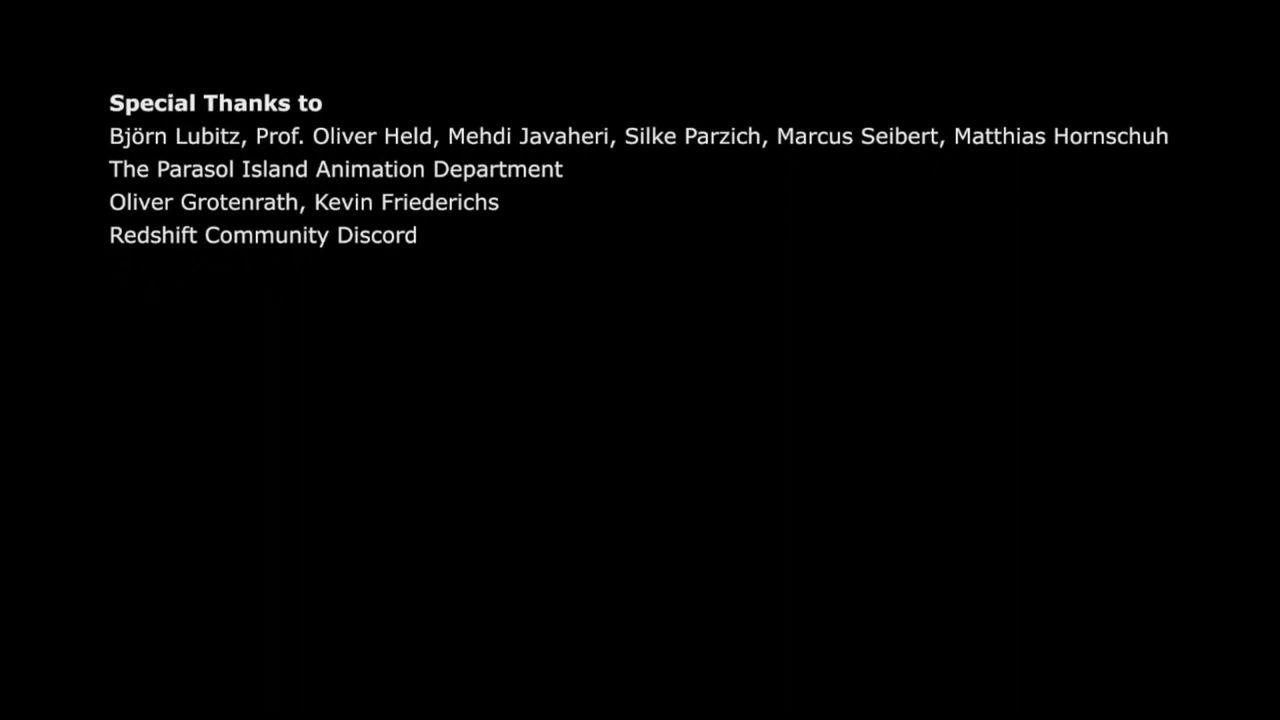 Special Thanks to
Björn Lubitz, Prof. Oliver Held, Mehdi Javaheri, Silke Parzich, Marcus Seibert, Matthias Hornschuh
The Parasol Island Animation Department
Oliver Grotenrath, Kevin Friederichs
Redshift Community Discord